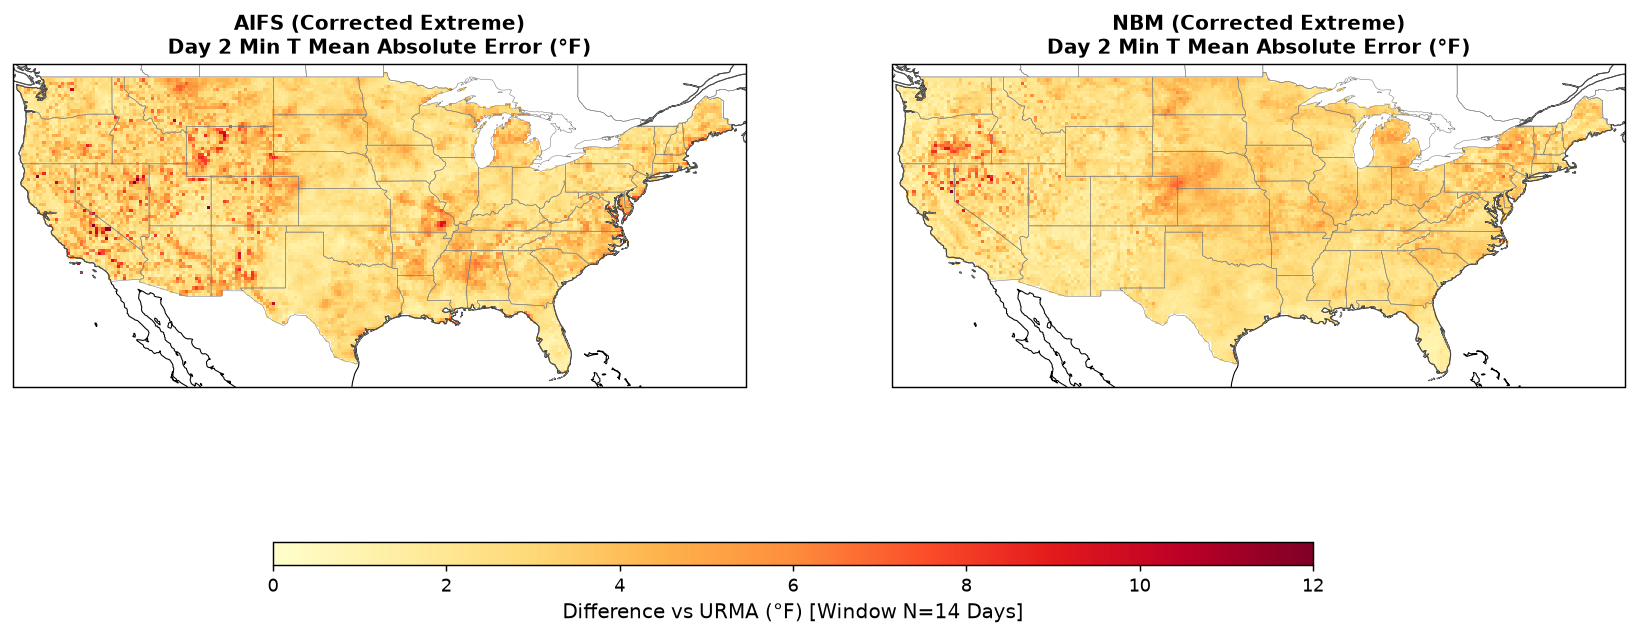 AIFS (Corrected Extreme)
Day 2 Min T Mean Absolute Error (°F)
NBM (Corrected Extreme)
Day 2 Min T Mean Absolute Error (°F)
0 2 4 6 8 10 12
Difference vs URMA (°F) [Window N=14 Days]